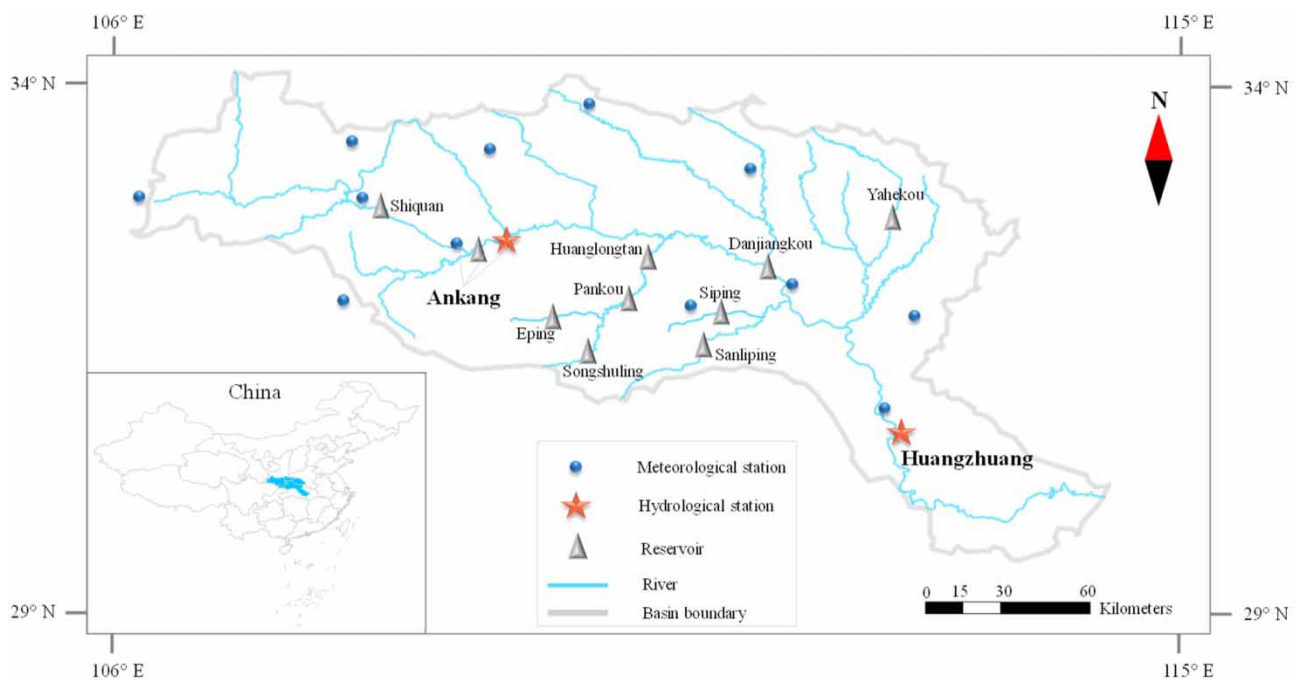 106° E
115° E
34° N
34° N
N
Yahekou
Shiquan
Huanglongtan
Danjiangkou
Pankou
Siping
Ankang
Eping
Sanliping
Songshuling
China
Huangzhuang
Meteorological station
Hydrological station
Reservoir
River
Basin boundary
0 15 30 60
Kilometers
29° N
29° N
106° E
115° E